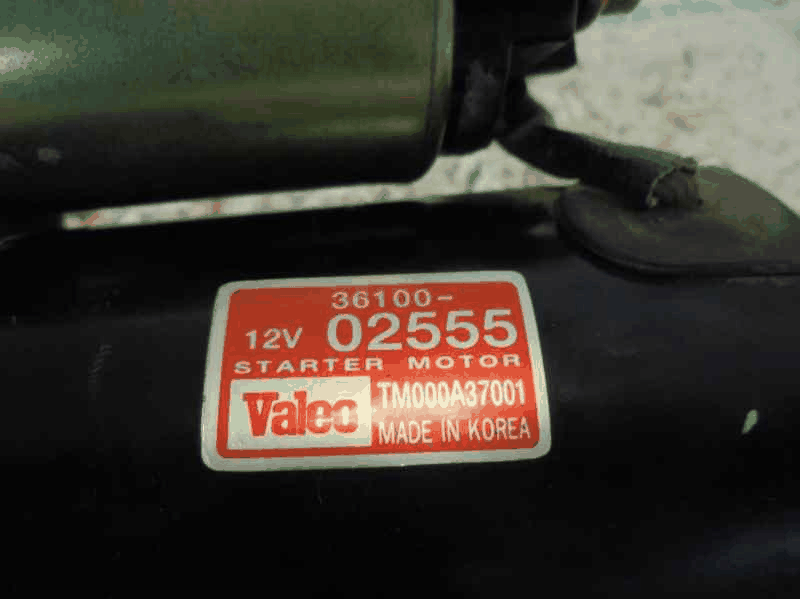 36100-
12V 02555
STARTER MOTOR
Valeo TM000A37001
MADE IN KOREA